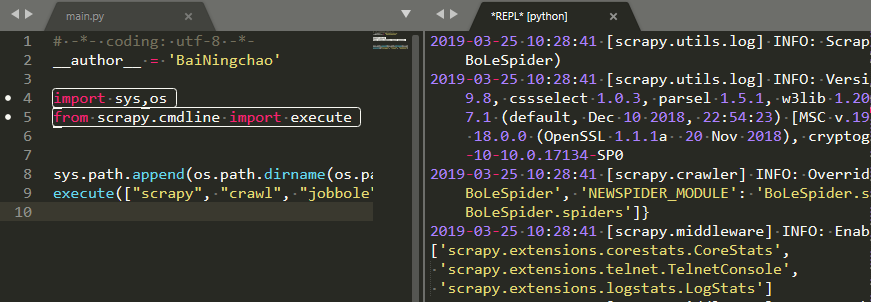 main.py
1 # -*- coding: utf-8 -*-
2 __author__ = 'BaiNingchao'
3
4 import sys,os
5 from scrapy.cmdline import execute
6
7
8 sys.path.append(os.path.dirname(os.pa
9 execute(["scrapy", "crawl", "jobbole"
10
*REPL* [python]
2019-03-25 10:28:41 [scrapy.utils.log] INFO: Scrap
BoLeSpider)
2019-03-25 10:28:41 [scrapy.utils.log] INFO: Versi
9.8, cssselect 1.0.3, parsel 1.5.1, w3lib 1.20
7.1 (default, Dec 10 2018, 22:54:23) [MSC v.19
18.0.0 (OpenSSL 1.1.1a  20 Nov 2018), cryptog
-10-10.0.17134-SP0
2019-03-25 10:28:41 [scrapy.crawler] INFO: Overrid
BoLeSpider', 'NEWSPIDER_MODULE': 'BoLeSpider.s
BoLeSpider.spiders']}
2019-03-25 10:28:41 [scrapy.middleware] INFO: Enab
['scrapy.extensions.corestats.CoreStats',
'scrapy.extensions.telnet.TelnetConsole',
'scrapy.extensions.logstats.LogStats']